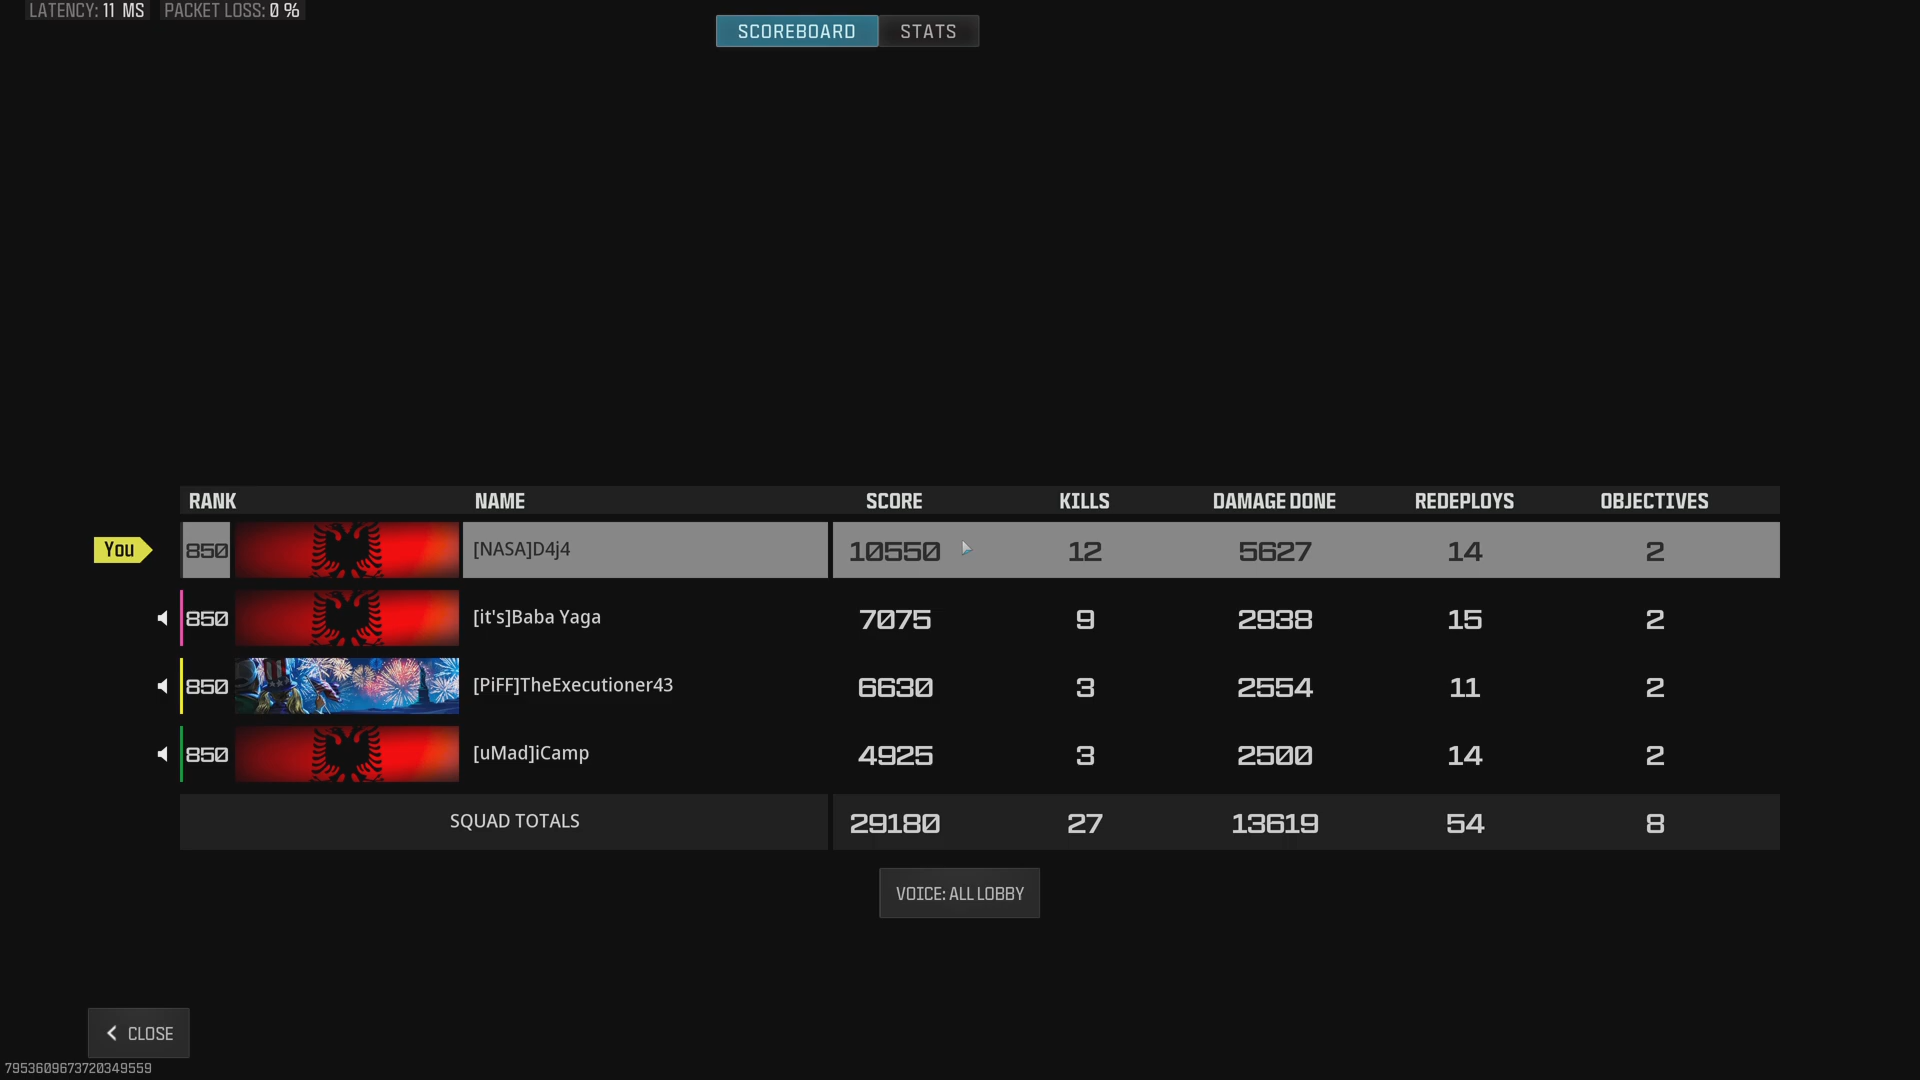 LATENCY: 11 MS PACKET LOSS: 0 %
SCOREBOARD STATS
RANK NAME SCORE KILLS DAMAGE DONE REDEPLOYS OBJECTIVES
You 850 [NASA]D4j4 10550 12 5627 14 2
850 [it's]Baba Yaga 7075 9 2938 15 2
850 [PiFF]TheExecutioner43 6630 3 2554 11 2
850 [uMad]iCamp 4925 3 2500 14 2
SQUAD TOTALS 29180 27 13619 54 8
VOICE: ALL LOBBY
CLOSE
7953609673720349559